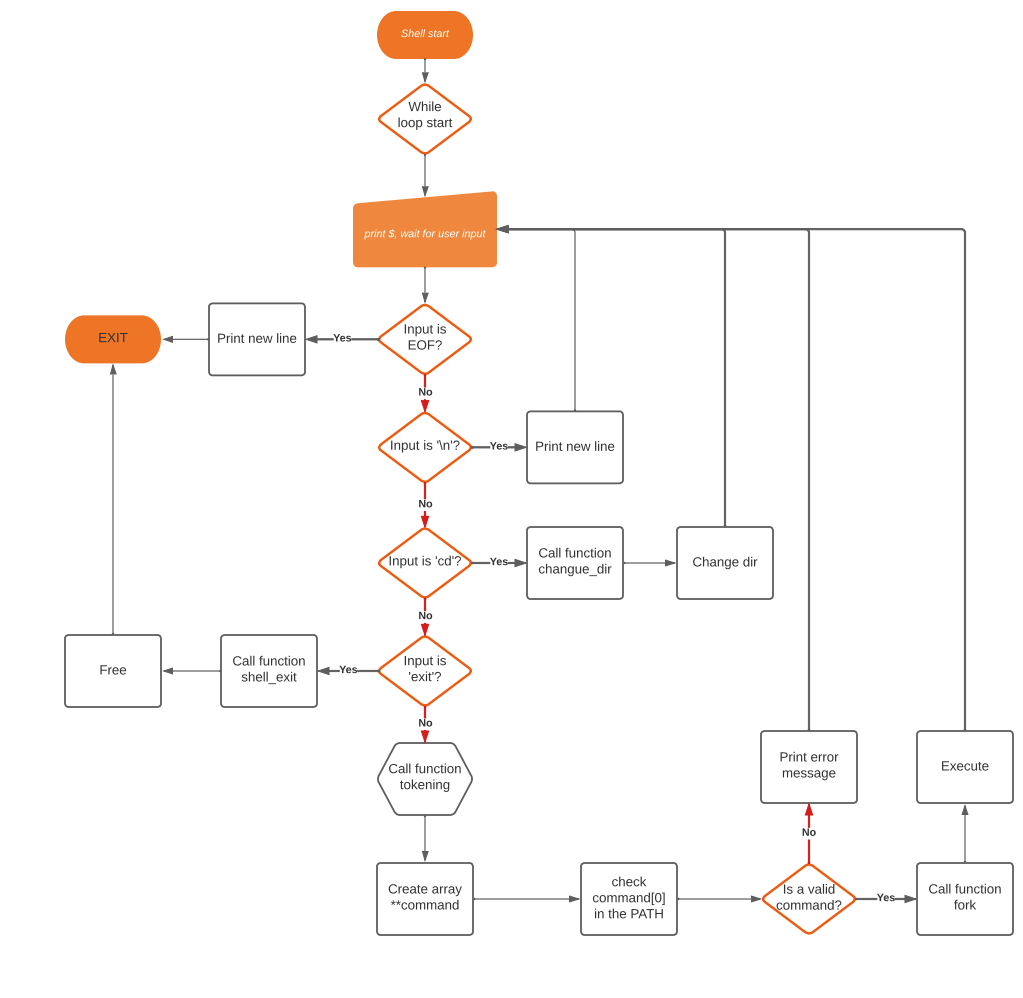 Shell start
While
loop start
print $, wait for user input
Input is
EOF?
Yes
Print new line
EXIT
No
Input is '\n'?
Yes
Print new line
No
Input is 'cd'?
Yes
Call function
changue_dir
Change dir
No
Input is
'exit'?
Yes
Call function
shell_exit
Free
No
Call function
tokening
Create array
**command
check
command[0]
in the PATH
Is a valid
command?
No
Print error
message
Yes
Call function
fork
Execute